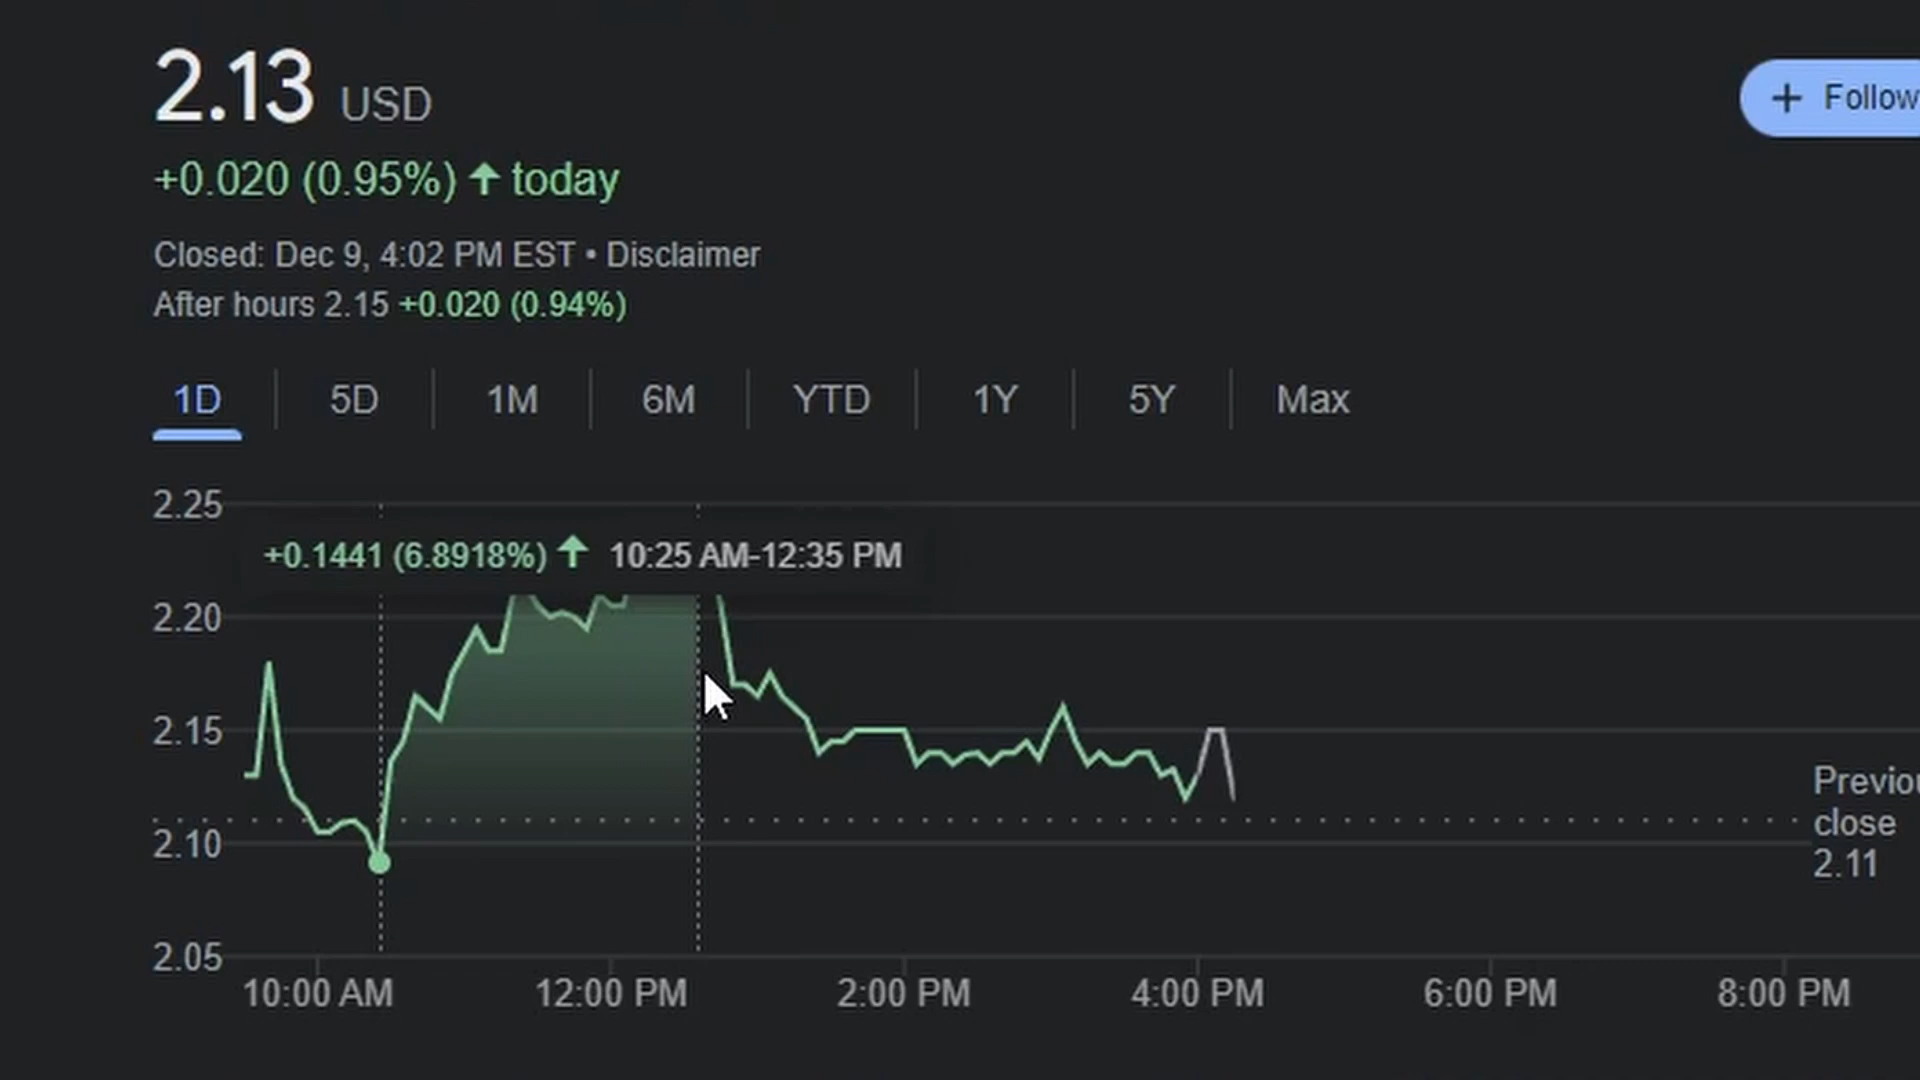 2.13 USD
+ Follow
+0.020 (0.95%) ↑ today
Closed: Dec 9, 4:02 PM EST • Disclaimer
After hours 2.15 +0.020 (0.94%)
1D 5D 1M 6M YTD 1Y 5Y Max
2.25
+0.1441 (6.8918%) ↑ 10:25 AM-12:35 PM
2.20
2.15
2.10
2.05
Previou
close
2.11
10:00 AM 12:00 PM 2:00 PM 4:00 PM 6:00 PM 8:00 PM